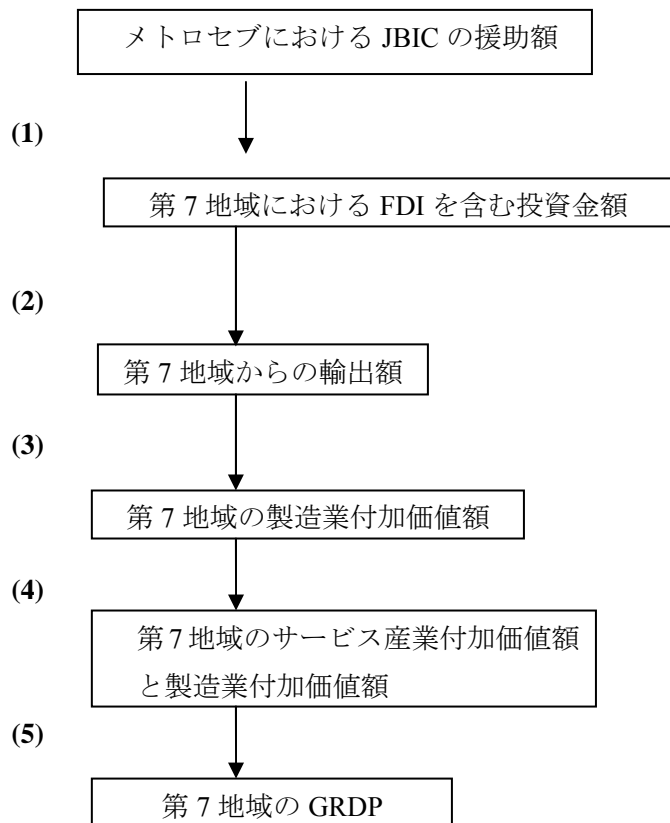 メトロセブにおける JBIC の援助額
(1)
第 7 地域における FDI を含む投資金額
(2)
第 7 地域からの輸出額
(3)
第 7 地域の製造業付加価値額
(4)
第 7 地域のサービス産業付加価値額
と製造業付加価値額
(5)
第 7 地域の GRDP